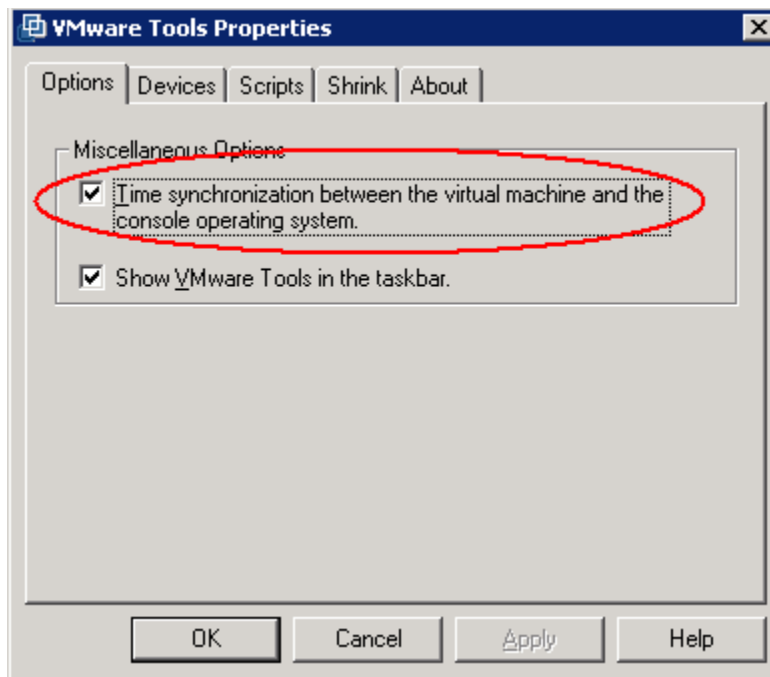 VMware Tools Properties
Options Devices Scripts Shrink About
Miscellaneous Options
Time synchronization between the virtual machine and the
console operating system.
Show VMware Tools in the taskbar.
OK Cancel Apply Help